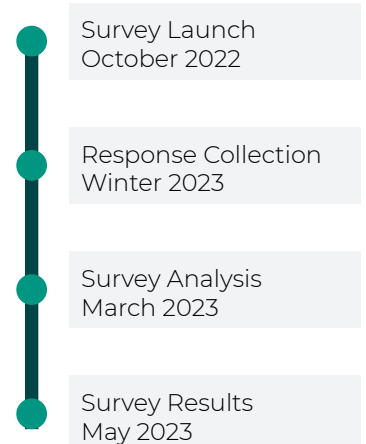 Survey Launch
October 2022
Response Collection
Winter 2023
Survey Analysis
March 2023
Survey Results
May 2023